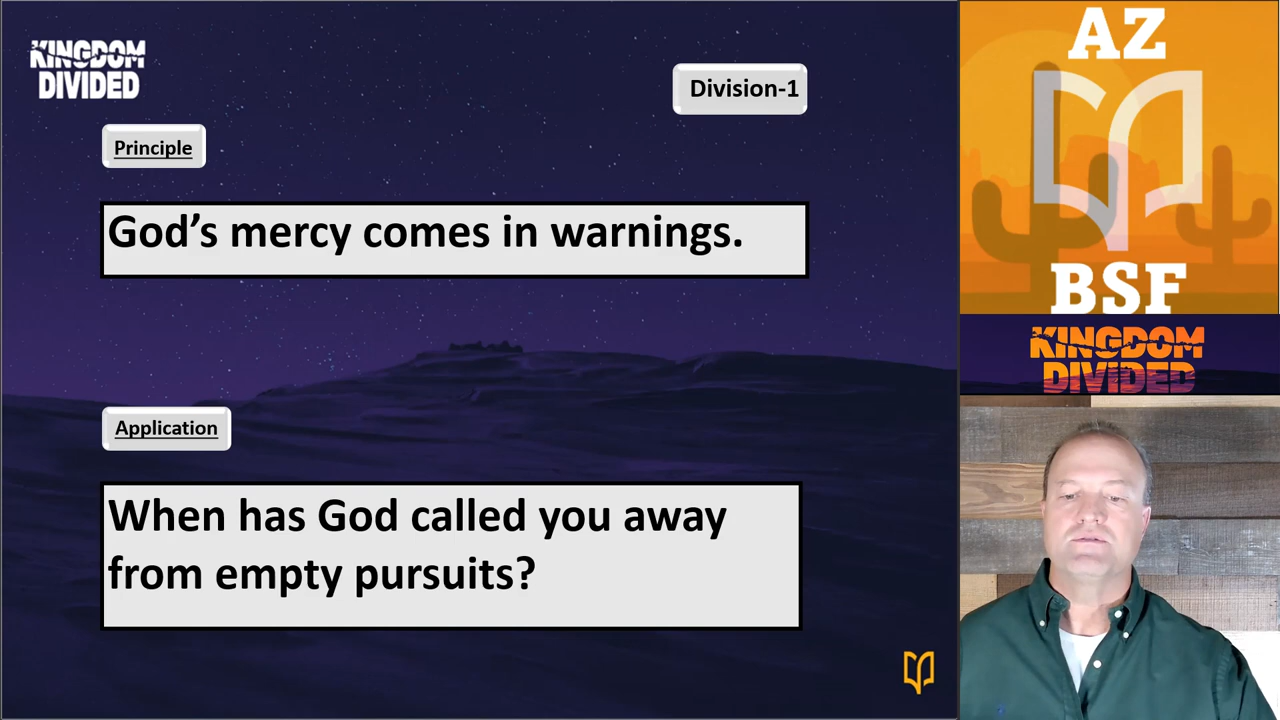 KINGDOM
DIVIDED
Division-1
Principle
God’s mercy comes in warnings.
Application
When has God called you away
from empty pursuits?
AZ
BSF
KINGDOM
DIVIDED